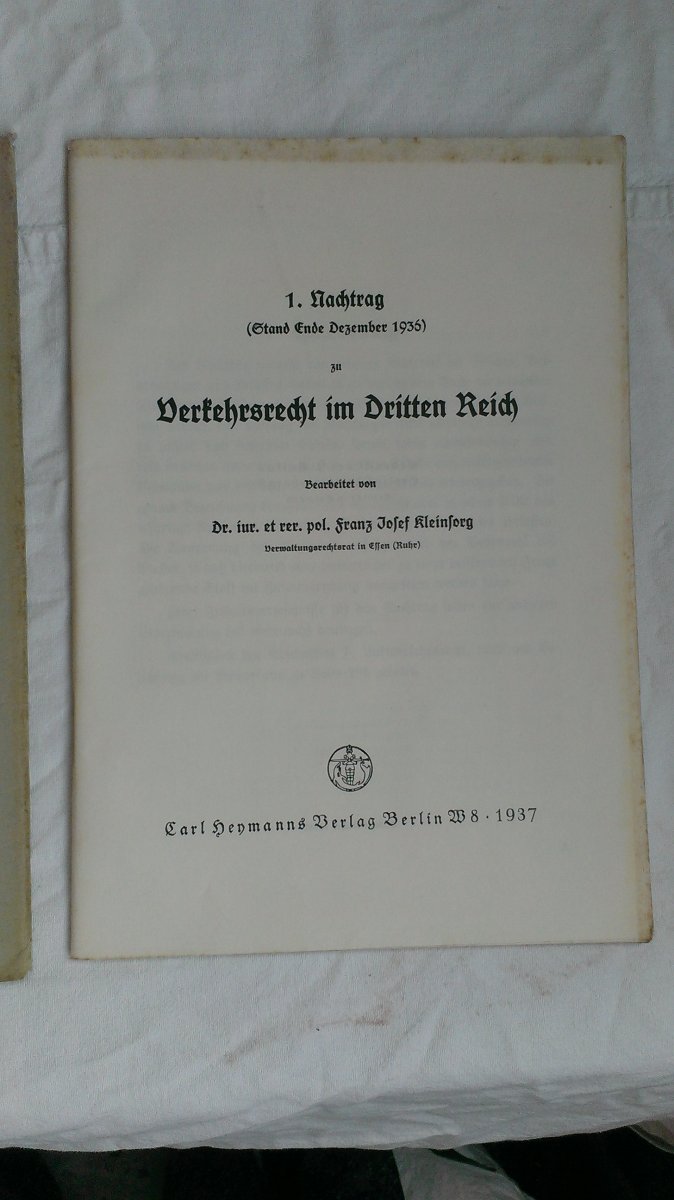 1. Nachtrag
(Stand Ende Dezember 1936)
zu
Verkehrsrecht im Dritten Reich
Bearbeitet von
Dr. iur. et rer. pol. Franz Josef Kleinsorg
Verwaltungsrechtsrat in Essen (Ruhr)
Carl Heymanns Verlag Berlin W 8 · 1937